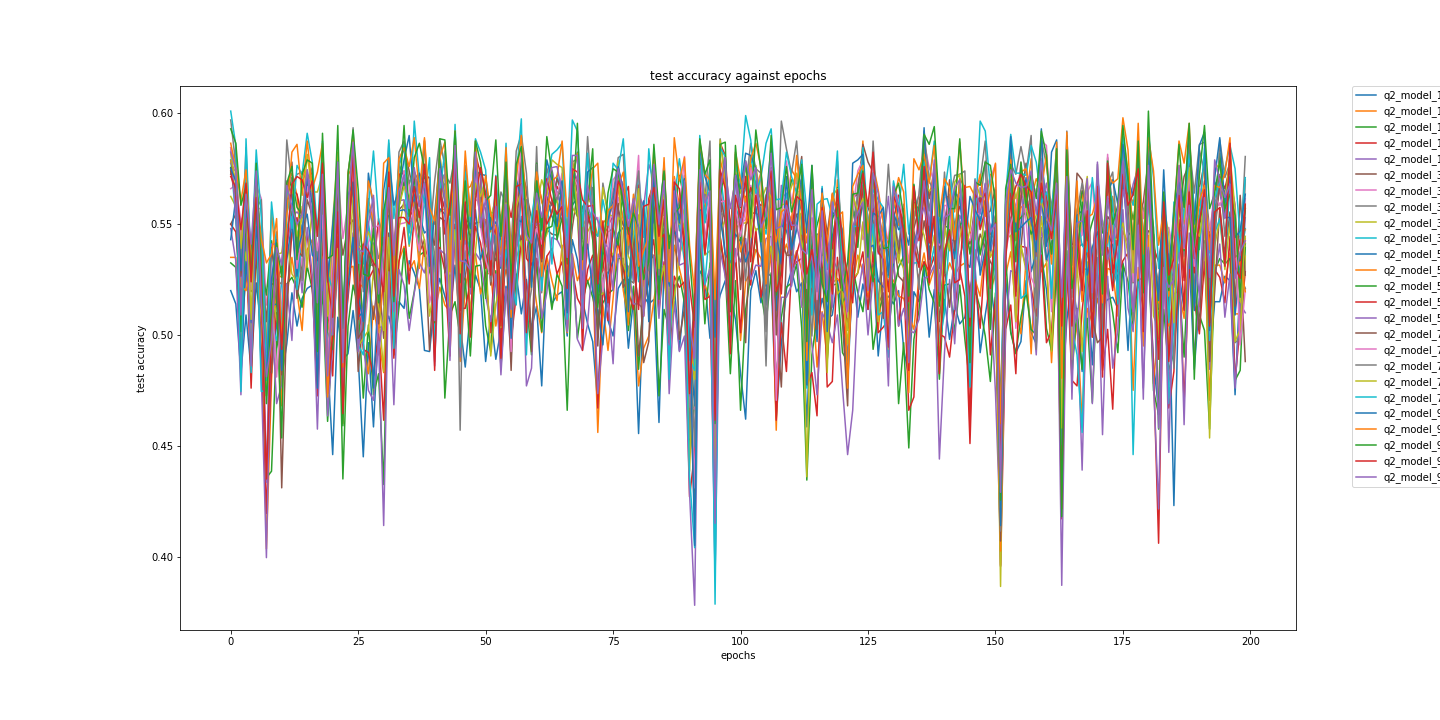 test accuracy against epochs
0.60
0.55
0.50
0.45
0.40
test accuracy
0
25
50
75
100
125
150
175
200
epochs
q2_model_1
q2_model_1
q2_model_1
q2_model_1
q2_model_1
q2_model_3
q2_model_3
q2_model_3
q2_model_3
q2_model_3
q2_model_5
q2_model_5
q2_model_5
q2_model_5
q2_model_5
q2_model_7
q2_model_7
q2_model_7
q2_model_7
q2_model_7
q2_model_9
q2_model_9
q2_model_9
q2_model_9
q2_model_9